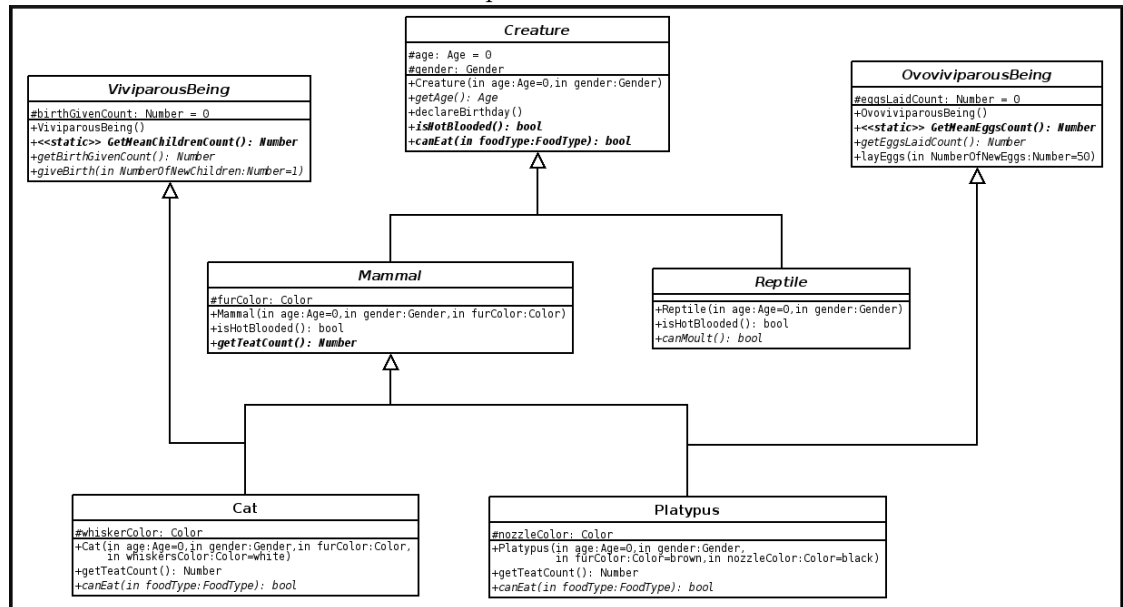 Creature
#age: Age = 0
#gender: Gender
+Creature(in age:Age=0,in gender:Gender)
+getAge(): Age
+declareBirthday()
+isHotBlooded(): bool
+canEat(in foodType:FoodType): bool
ViviparousBeing
#birthGivenCount: Number = 0
+ViviparousBeing()
+<<static>> GetMeanChildrenCount(): Number
+getBirthGivenCount(): Number
+giveBirth(in NumberOfNewChildren:Number=1)
OvoviviparousBeing
#eggsLaidCount: Number = 0
+OvoviviparousBeing()
+<<static>> GetMeanEggsCount(): Number
+getEggsLaidCount(): Number
+layEggs(in NumberOfNewEggs:Number=50)
Mammal
#furColor: Color
+Mammal(in age:Age=0,in gender:Gender,in furColor:Color)
+isHotBlooded(): bool
+getTeatCount(): Number
Reptile
+Reptile(in age:Age=0,in gender:Gender)
+isHotBlooded(): bool
+canMoult(): bool
Cat
#whiskerColor: Color
+Cat(in age:Age=0,in gender:Gender,in furColor:Color,
in whiskersColor:Color=white)
+getTeatCount(): Number
+canEat(in foodType:FoodType): bool
Platypus
#nozzleColor: Color
+Platypus(in age:Age=0,in gender:Gender,
in furColor:Color=brown,in nozzleColor:Color=black)
+getTeatCount(): Number
+canEat(in foodType:FoodType): bool